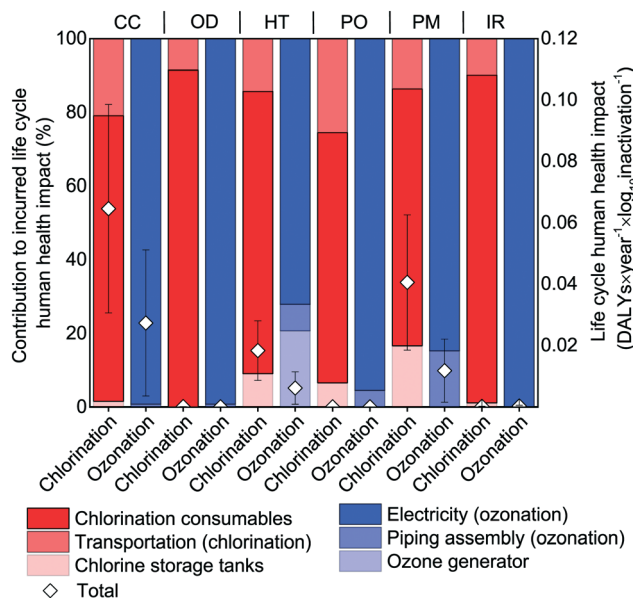 CC | OD | HT | PO | PM | IR
Contribution to incurred life cycle
human health impact (%)
100
80
60
40
20
0
0.12
0.10
0.08
0.06
0.04
0.02
Life cycle human health impact
(DALYs×year⁻¹×log₁₀inactivation⁻¹)
Chlorination
Ozonation
Chlorination
Ozonation
Chlorination
Ozonation
Chlorination
Ozonation
Chlorination
Ozonation
Chlorination
Ozonation
Chlorination consumables
Transportation (chlorination)
Chlorine storage tanks
Total
Electricity (ozonation)
Piping assembly (ozonation)
Ozone generator